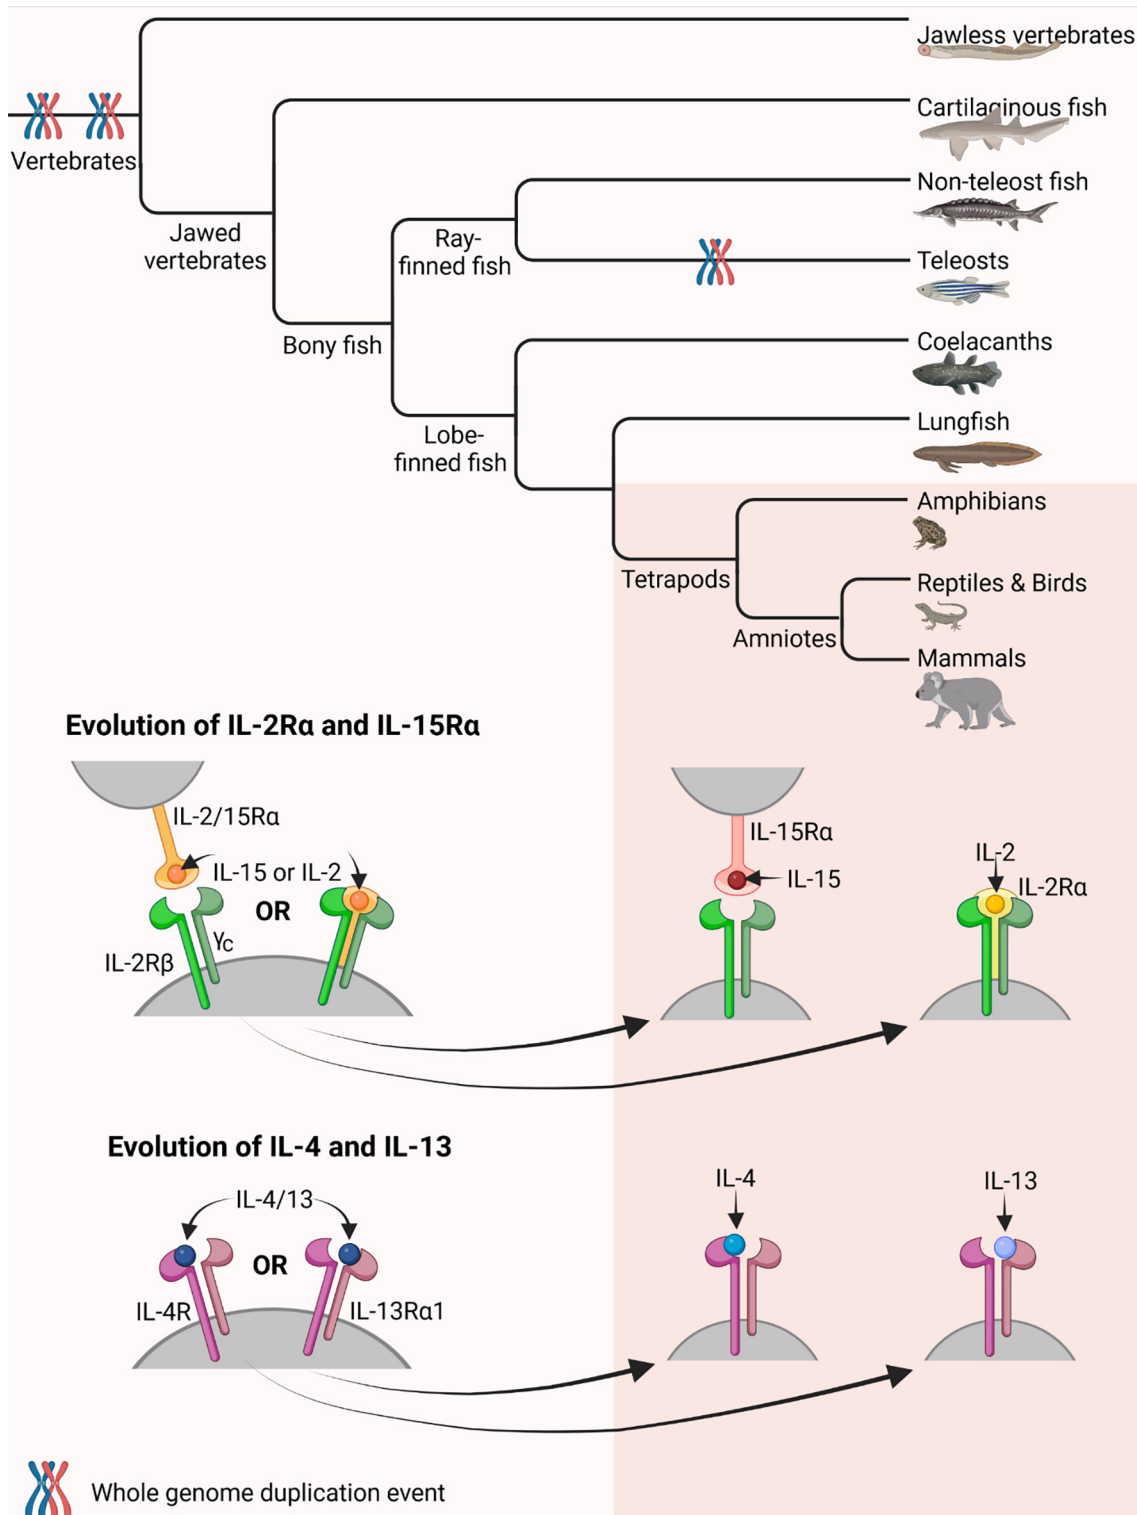 Jawless vertebrates
Cartilaginous fish
Vertebrates
Non-teleost fish
Jawed
vertebrates
Ray-
finned fish
Teleosts
Bony fish
Coelacanths
Lungfish
Lobe-
finned fish
Amphibians
Tetrapods
Reptiles & Birds
Amniotes
Mammals
Evolution of IL-2Rα and IL-15Rα
IL-2/15Rα
IL-15 or IL-2
OR
IL-2Rβ
γc
IL-15Rα
IL-15
IL-2
IL-2Rα
Evolution of IL-4 and IL-13
IL-4/13
OR
IL-4R
IL-13Rα1
IL-4
IL-13
Whole genome duplication event